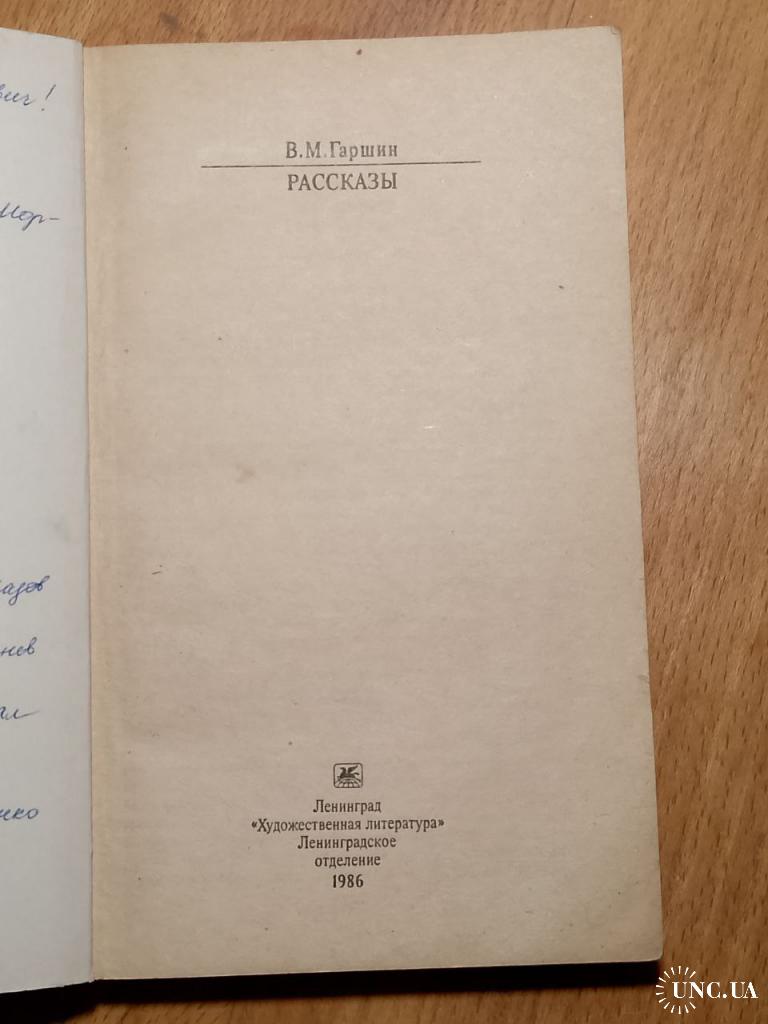 В.М.Гаршин
РАССКАЗЫ
Ленинград
«Художественная литература»
Ленинградское
отделение
1986
UNC.UA